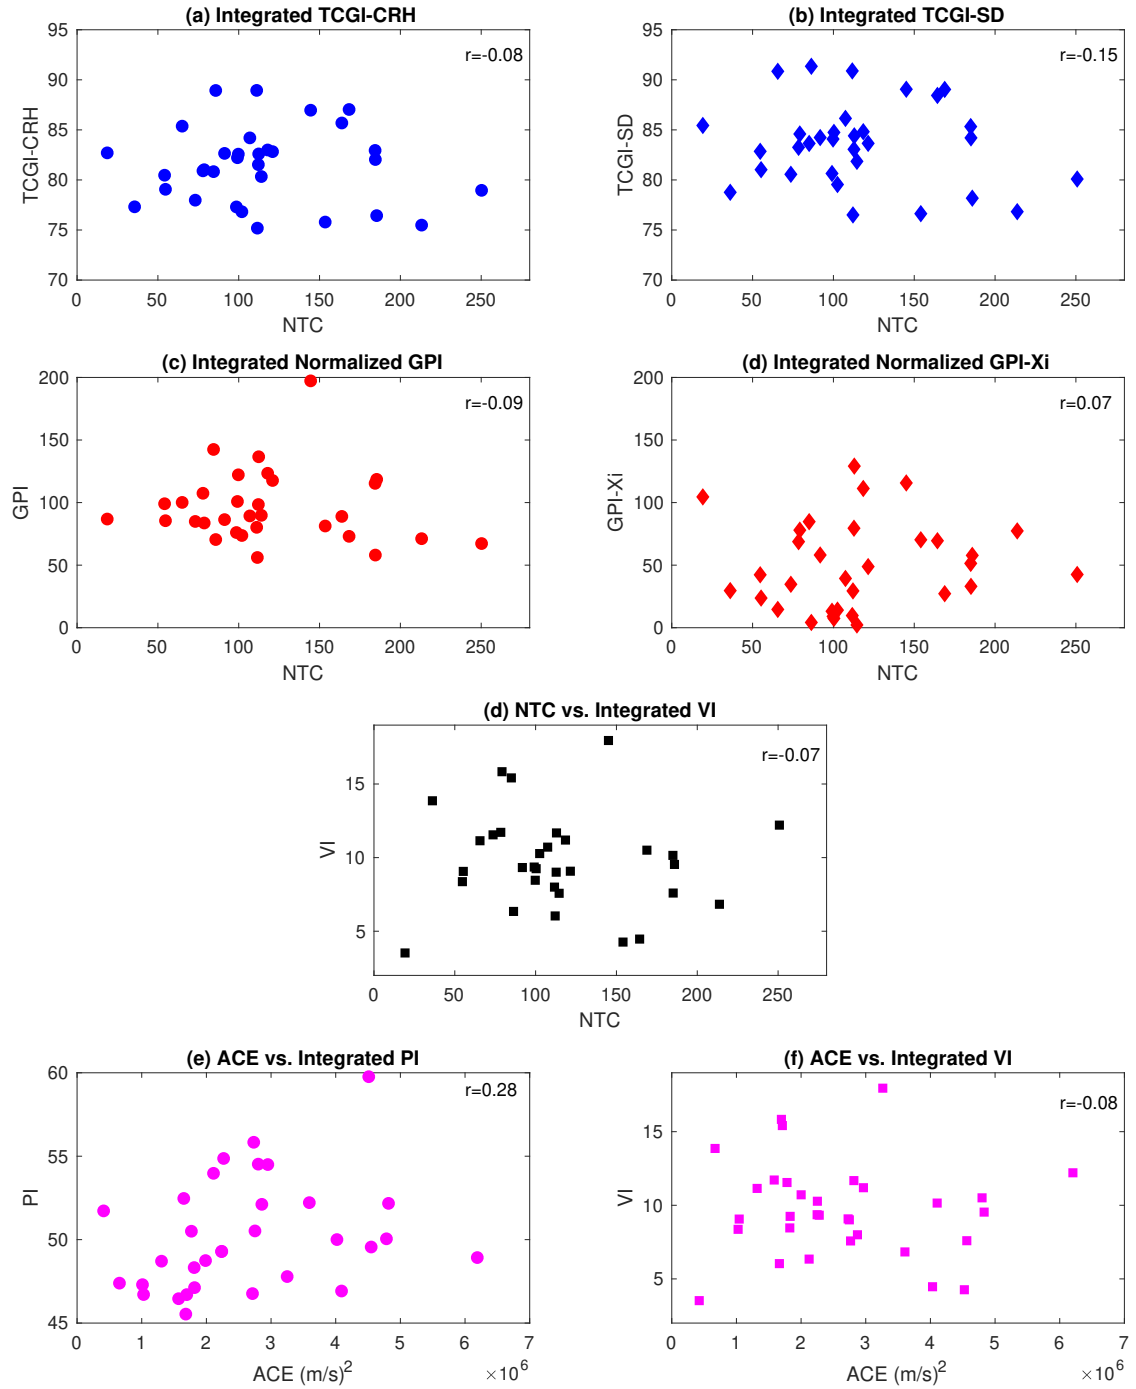 (a) Integrated TCGI-CRH
r=-0.08
95
90
85
80
75
70
TCGI-CRH
0 50 100 150 200 250
NTC
(b) Integrated TCGI-SD
r=-0.15
95
90
85
80
75
70
TCGI-SD
0 50 100 150 200 250
NTC
(c) Integrated Normalized GPI
r=-0.09
200
150
100
50
0
GPI
0 50 100 150 200 250
NTC
(d) Integrated Normalized GPI-Xi
r=0.07
200
150
100
50
0
GPI-Xi
0 50 100 150 200 250
NTC
(d) NTC vs. Integrated VI
r=-0.07
15
10
5
VI
0 50 100 150 200 250
NTC
(e) ACE vs. Integrated PI
r=0.28
60
55
50
45
PI
0 1 2 3 4 5 6 7
ACE (m/s)²
×10⁶
(f) ACE vs. Integrated VI
r=-0.08
15
10
5
VI
0 1 2 3 4 5 6 7
ACE (m/s)²
×10⁶